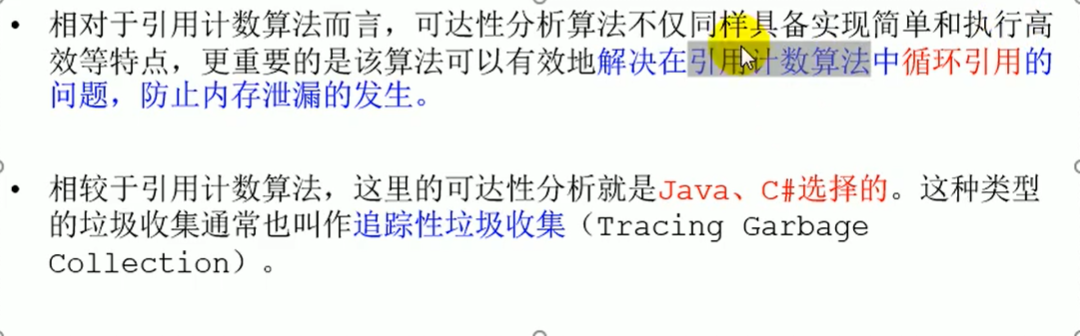 • 相对于引用计数算法而言，可达性分析算法不仅同样具备实现简单和执行高
效等特点，更重要的是该算法可以有效地解决在引用计数算法中循环引用的
问题，防止内存泄漏的发生。
• 相较于引用计数算法，这里的可达性分析就是Java、C#选择的。这种类型
的垃圾收集通常也叫作追踪性垃圾收集（Tracing Garbage
Collection）。